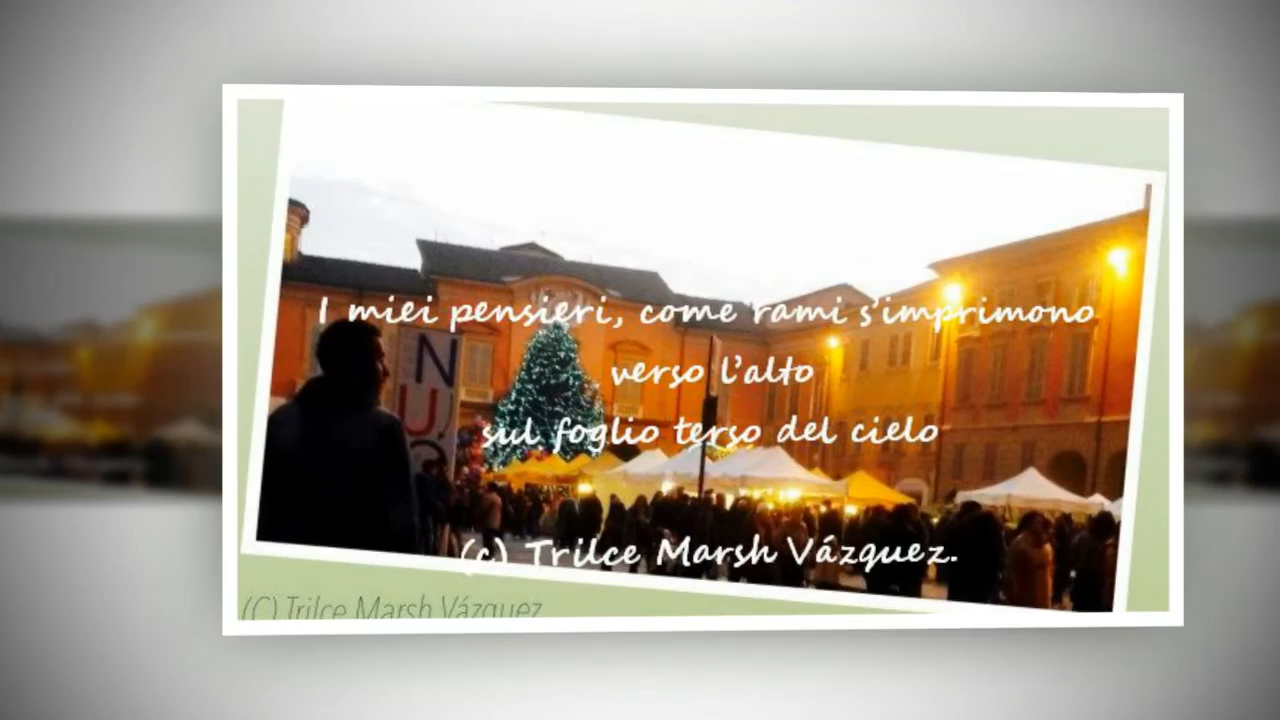 I miei pensieri, come rami s'imprimono
verso l'alto
sul foglio terso del cielo
N
U
(c) Trilce Marsh Vázquez.
(C) Trilce Marsh Vázquez